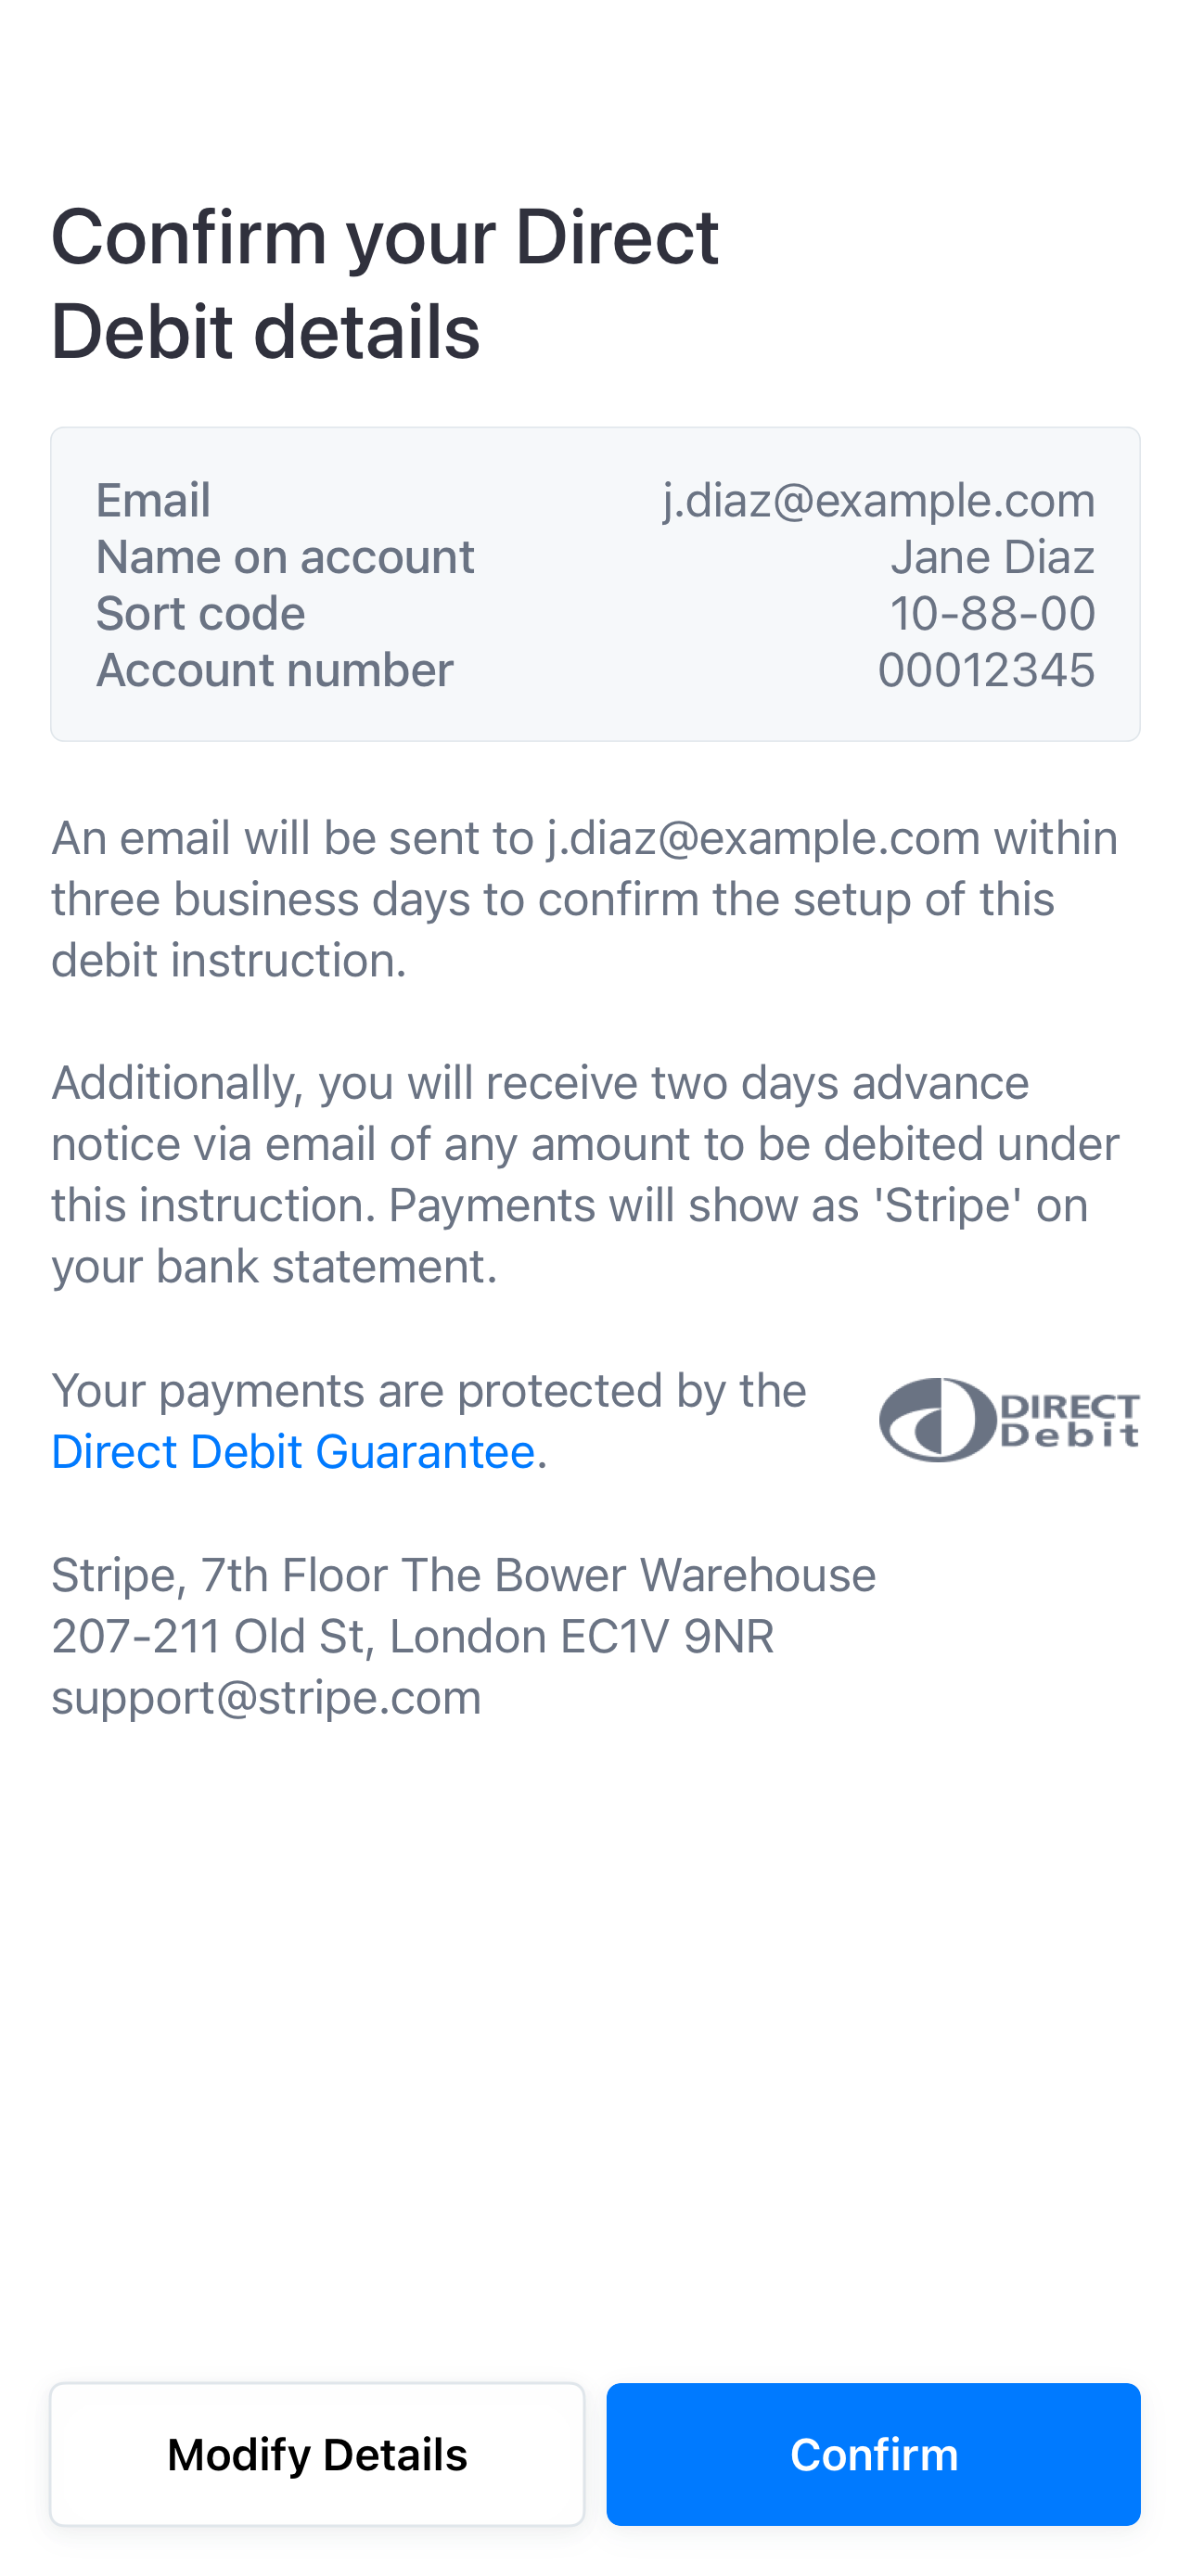 Confirm your Direct
Debit details
Email j.diaz@example.com
Name on account Jane Diaz
Sort code 10-88-00
Account number 00012345
An email will be sent to j.diaz@example.com within
three business days to confirm the setup of this
debit instruction.
Additionally, you will receive two days advance
notice via email of any amount to be debited under
this instruction. Payments will show as 'Stripe' on
your bank statement.
Your payments are protected by the
Direct Debit Guarantee.
DIRECT
Debit
Stripe, 7th Floor The Bower Warehouse
207-211 Old St, London EC1V 9NR
support@stripe.com
Modify Details
Confirm